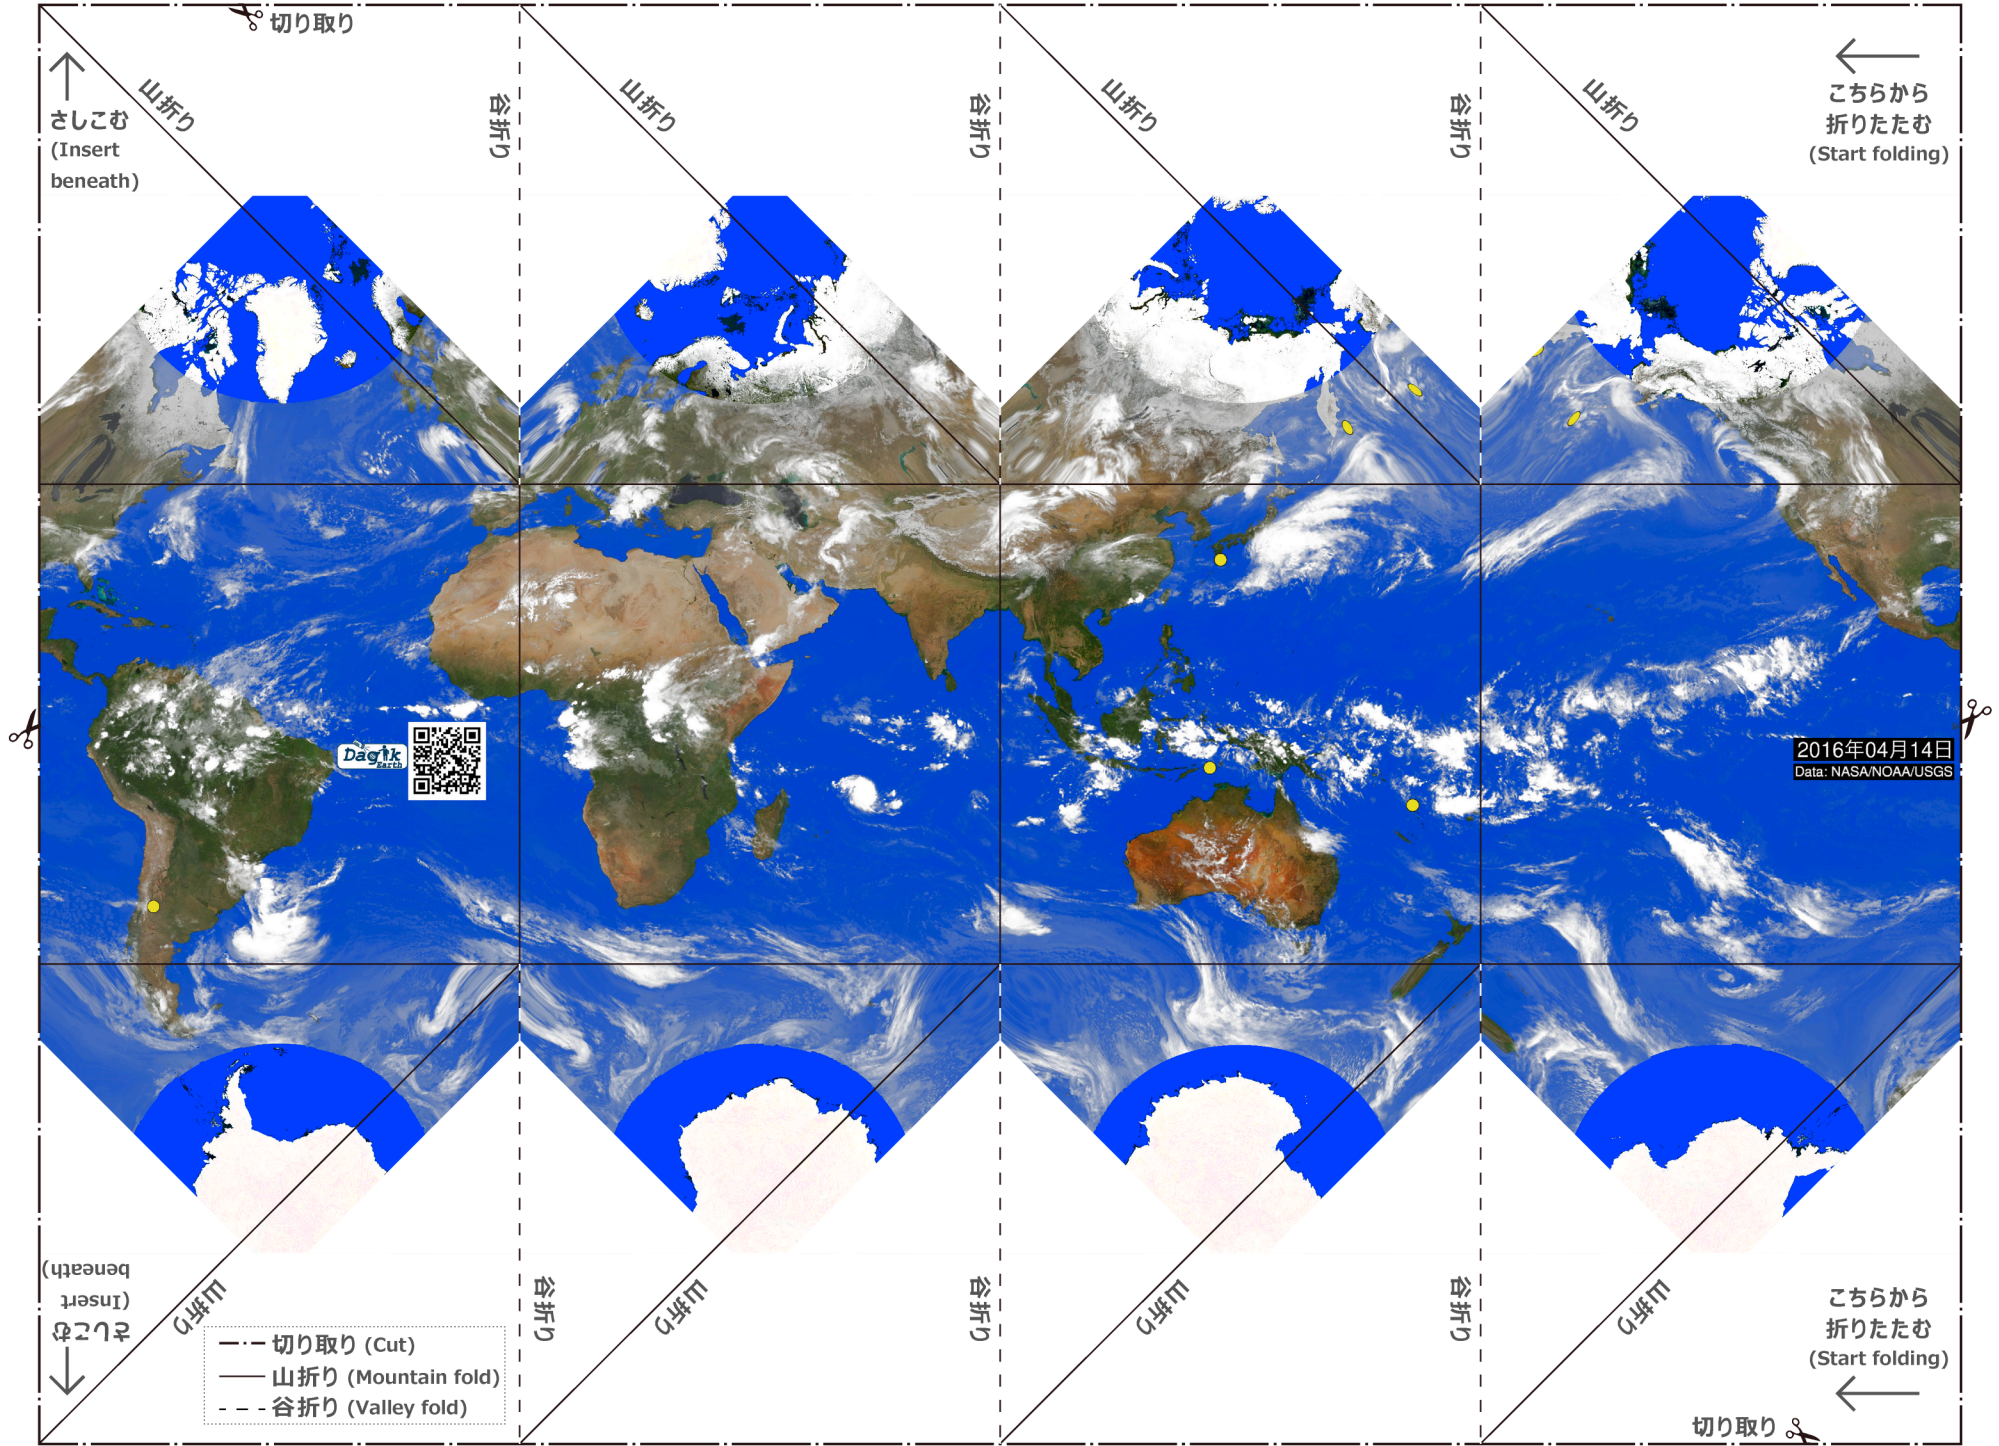 切り取り
さしこむ
(Insert
beneath)
山折り
谷折り
山折り
谷折り
山折り
谷折り
山折り
こちらから
折りたたむ
(Start folding)
Dagik
Earth
2016年04月14日
Data: NASA/NOAA/USGS
さしこむ
(Insert
beneath)
山折り
谷折り
山折り
谷折り
山折り
谷折り
山折り
こちらから
折りたたむ
(Start folding)
切り取り (Cut)
山折り (Mountain fold)
谷折り (Valley fold)
切り取り